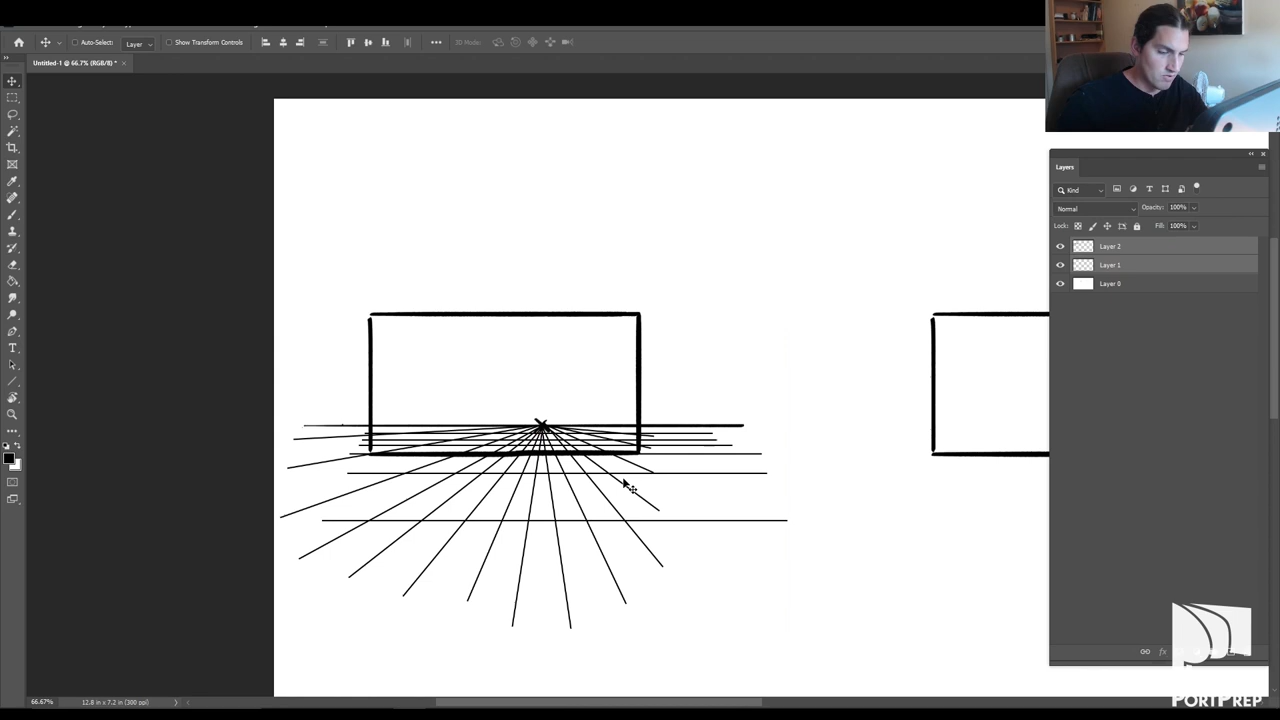 Auto-Select: Layer Show Transform Controls 3D Mode:
Untitled-1 @ 66.7% (RGB/8) *
Layers
Kind
Normal Opacity: 100%
Lock: Fill: 100%
Layer 2
Layer 1
Layer 0
fx
PORTPREP
66.67% 12.8 in x 7.2 in (300 ppi)